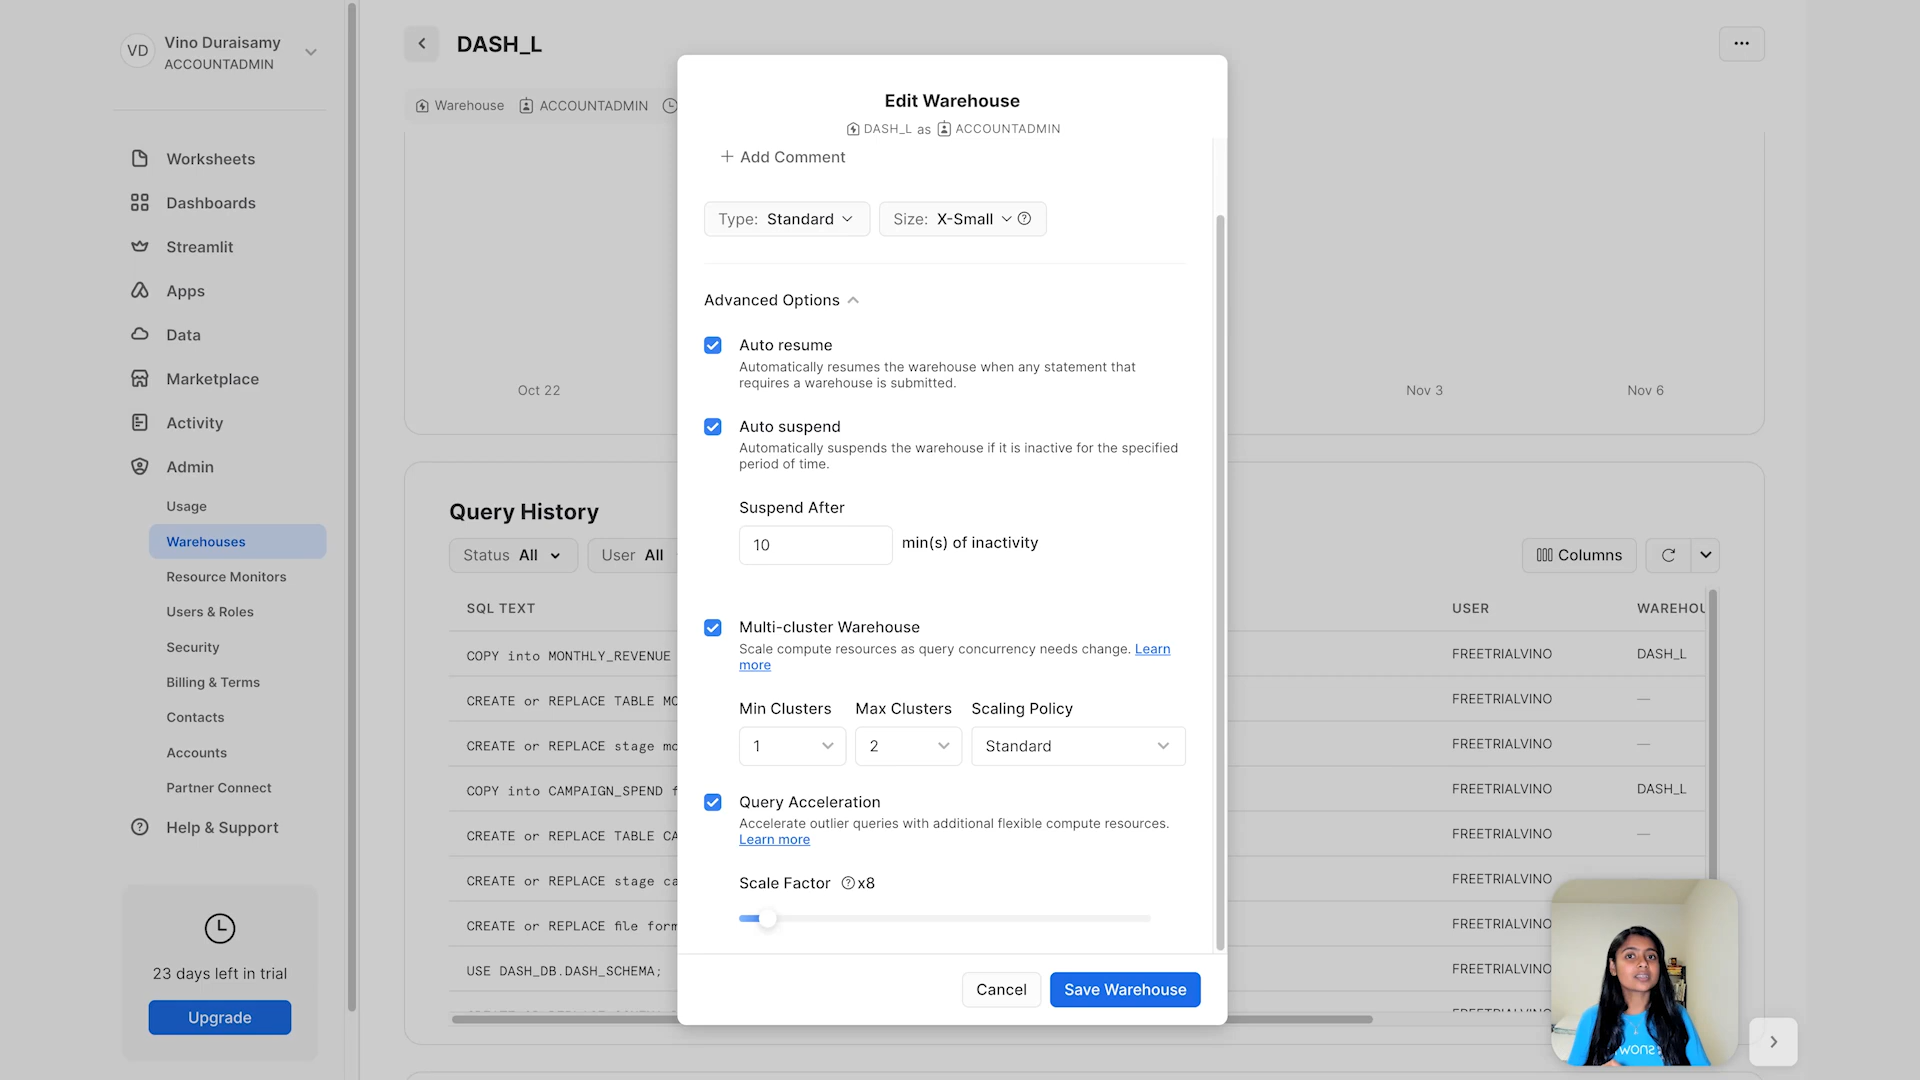 VD
Vino Duraisamy
ACCOUNTADMIN
Worksheets
Dashboards
Streamlit
Apps
Data
Marketplace
Activity
Admin
Usage
Warehouses
Resource Monitors
Users & Roles
Security
Billing & Terms
Contacts
Accounts
Partner Connect
Help & Support
23 days left in trial
Upgrade
DASH_L
Warehouse ACCOUNTADMIN
Oct 22
Nov 3
Nov 6
Query History
Status All
User All
Columns
SQL TEXT
USER
WAREHOU
COPY into MONTHLY_REVENUE
FREETRIALVINO
DASH_L
CREATE or REPLACE TABLE MO
FREETRIALVINO
—
CREATE or REPLACE stage mo
FREETRIALVINO
—
COPY into CAMPAIGN_SPEND f
FREETRIALVINO
DASH_L
CREATE or REPLACE TABLE CA
FREETRIALVINO
—
CREATE or REPLACE stage ca
FREETRIALVINO
CREATE or REPLACE file form
FREETRIALVINO
USE DASH_DB.DASH_SCHEMA;
FREETRIALVINO
Edit Warehouse
DASH_L as ACCOUNTADMIN
+ Add Comment
Type: Standard
Size: X-Small
Advanced Options
Auto resume
Automatically resumes the warehouse when any statement that
requires a warehouse is submitted.
Auto suspend
Automatically suspends the warehouse if it is inactive for the specified
period of time.
Suspend After
10
min(s) of inactivity
Multi-cluster Warehouse
Scale compute resources as query concurrency needs change. Learn
more
Min Clusters
Max Clusters
Scaling Policy
1
2
Standard
Query Acceleration
Accelerate outlier queries with additional flexible compute resources.
Learn more
Scale Factor x8
Cancel
Save Warehouse